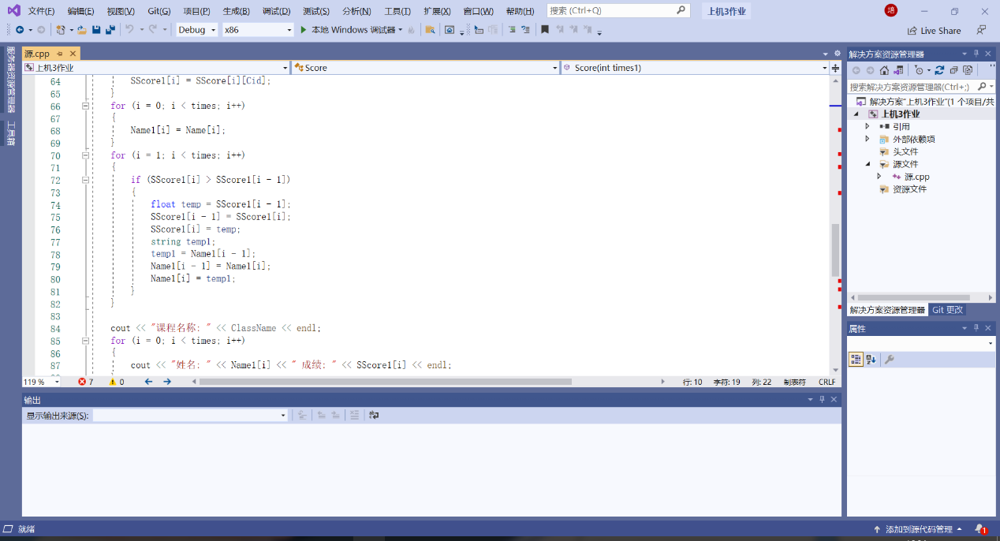 文件(F) 编辑(E) 视图(V) Git(G) 项目(P) 生成(B) 调试(D) 测试(S) 分析(N) 工具(T) 扩展(X) 窗口(W) 帮助(H) 搜索 (Ctrl+Q) 上机3作业 培
Debug x86 本地 Windows 调试器 Live Share
服务器资源管理器
工具箱
源.cpp
上机3作业 Score Score(int times1)
64 SScore1[i] = SScore[i][Cid];
65 }
66 for (i = 0; i < times; i++)
67 {
68 Name1[i] = Name[i];
69 }
70 for (i = 1; i < times; i++)
71 {
72 if (SScore1[i] > SScore1[i - 1])
73 {
74 float temp = SScore1[i - 1];
75 SScore1[i - 1] = SScore1[i];
76 SScore1[i] = temp;
77 string temp1;
78 temp1 = Name1[i - 1];
79 Name1[i - 1] = Name1[i];
80 Name1[i] = temp1;
81 }
82 }
83
84 cout << "课程名称: " << ClassName << endl;
85 for (i = 0; i < times; i++)
86 {
87 cout << "姓名: " << Name1[i] << " 成绩: " << SScore1[i] << endl;
119 % 7 0 行: 10 字符: 19 列: 22 制表符 CRLF
输出
显示输出来源(S):
解决方案资源管理器
搜索解决方案资源管理器(Ctrl+;)
解决方案"上机3作业"(1 个项目/共
上机3作业
引用
外部依赖项
头文件
源文件
源.cpp
资源文件
解决方案资源管理器 Git 更改
属性
就绪 添加到源代码管理 1